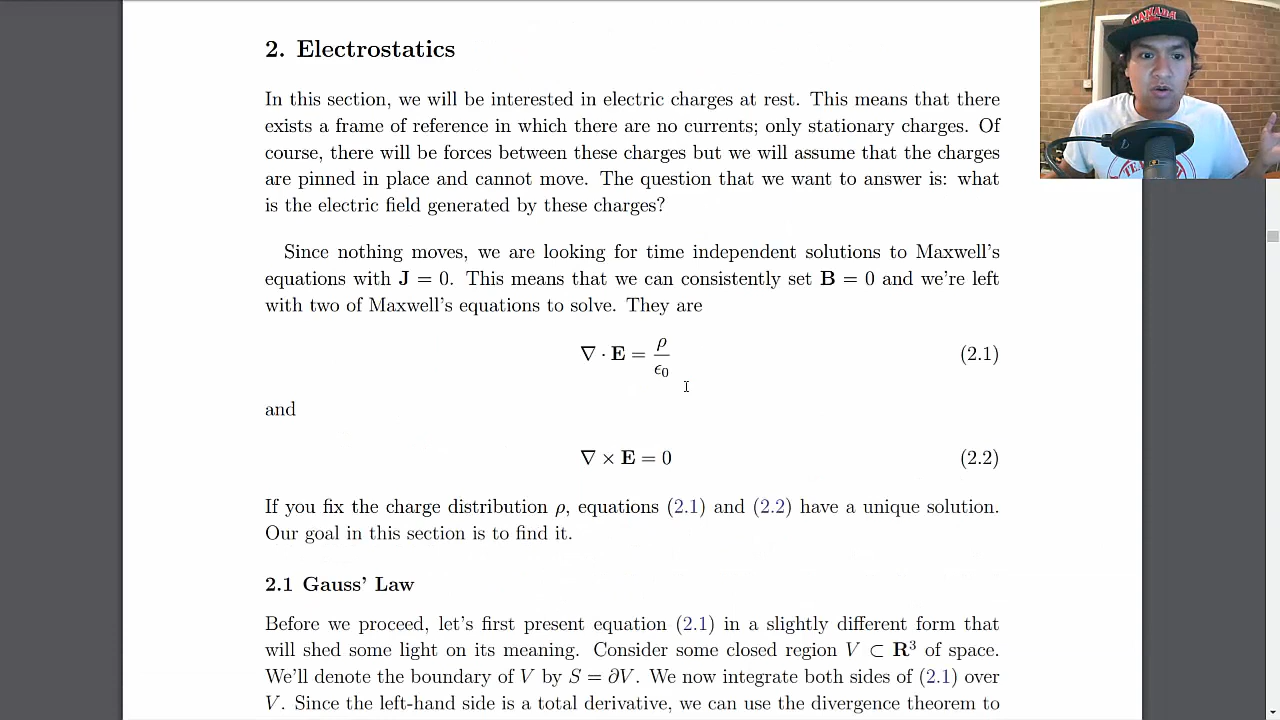 2. Electrostatics
CANADA
In this section, we will be interested in electric charges at rest. This means that there
exists a frame of reference in which there are no currents; only stationary charges. Of
course, there will be forces between these charges but we will assume that the charges
are pinned in place and cannot move. The question that we want to answer is: what
is the electric field generated by these charges?
Since nothing moves, we are looking for time independent solutions to Maxwell's
equations with J = 0. This means that we can consistently set B = 0 and we're left
with two of Maxwell's equations to solve. They are
∇ · E = ρ/ϵ₀ (2.1)
and
∇ × E = 0 (2.2)
If you fix the charge distribution ρ, equations (2.1) and (2.2) have a unique solution.
Our goal in this section is to find it.
2.1 Gauss' Law
Before we proceed, let's first present equation (2.1) in a slightly different form that
will shed some light on its meaning. Consider some closed region V ⊂ R³ of space.
We'll denote the boundary of V by S = ∂V. We now integrate both sides of (2.1) over
V. Since the left-hand side is a total derivative, we can use the divergence theorem to